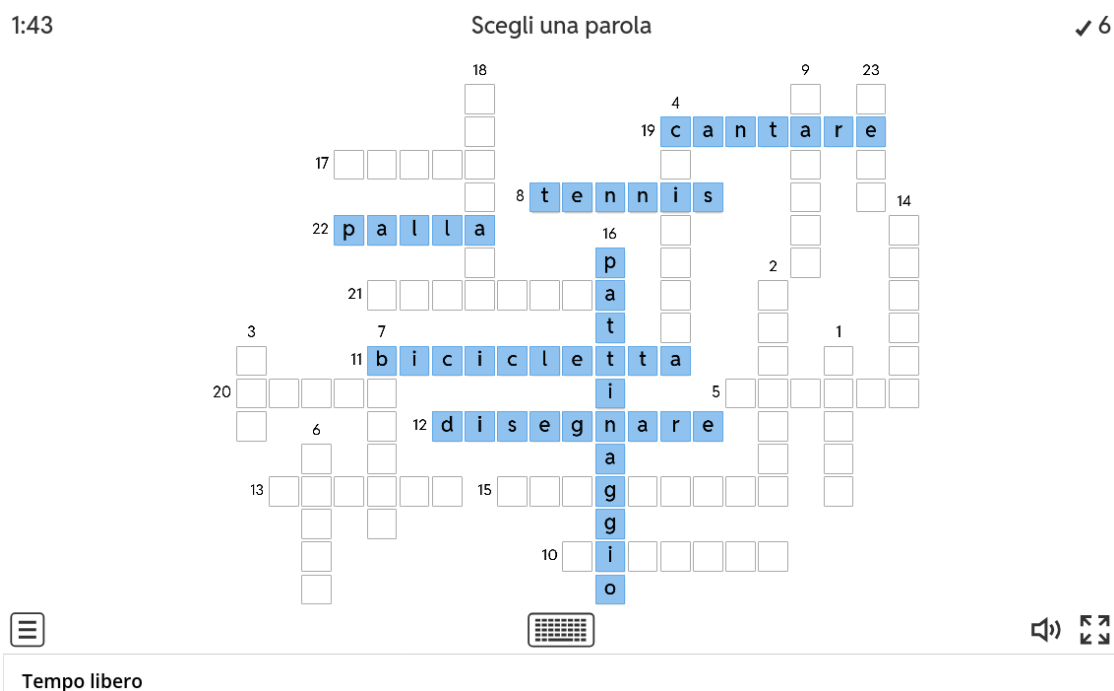 1:43 Scegli una parola 6
18 9 23
4
19 cantare
17
8 tennis
14
22 palla
16
2
21
3 7 1
11 bicicletta
20 5
6 12 disegnare
13 15
10
pattinaggio
Tempo libero